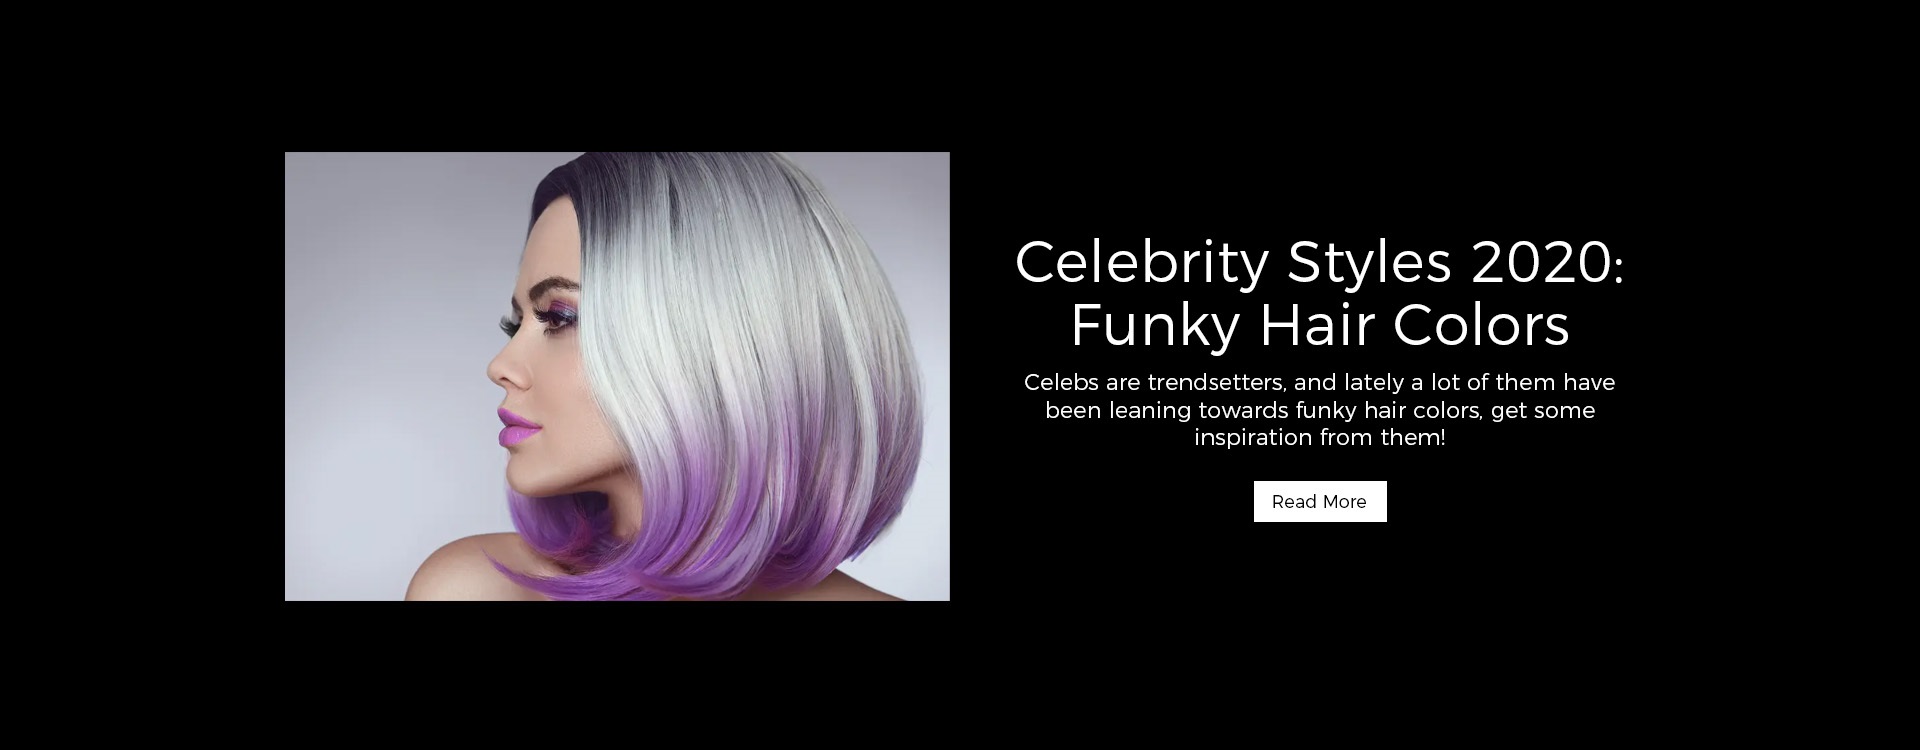 Celebrity Styles 2020:
Funky Hair Colors
Celebs are trendsetters, and lately a lot of them have
been leaning towards funky hair colors, get some
inspiration from them!
Read More